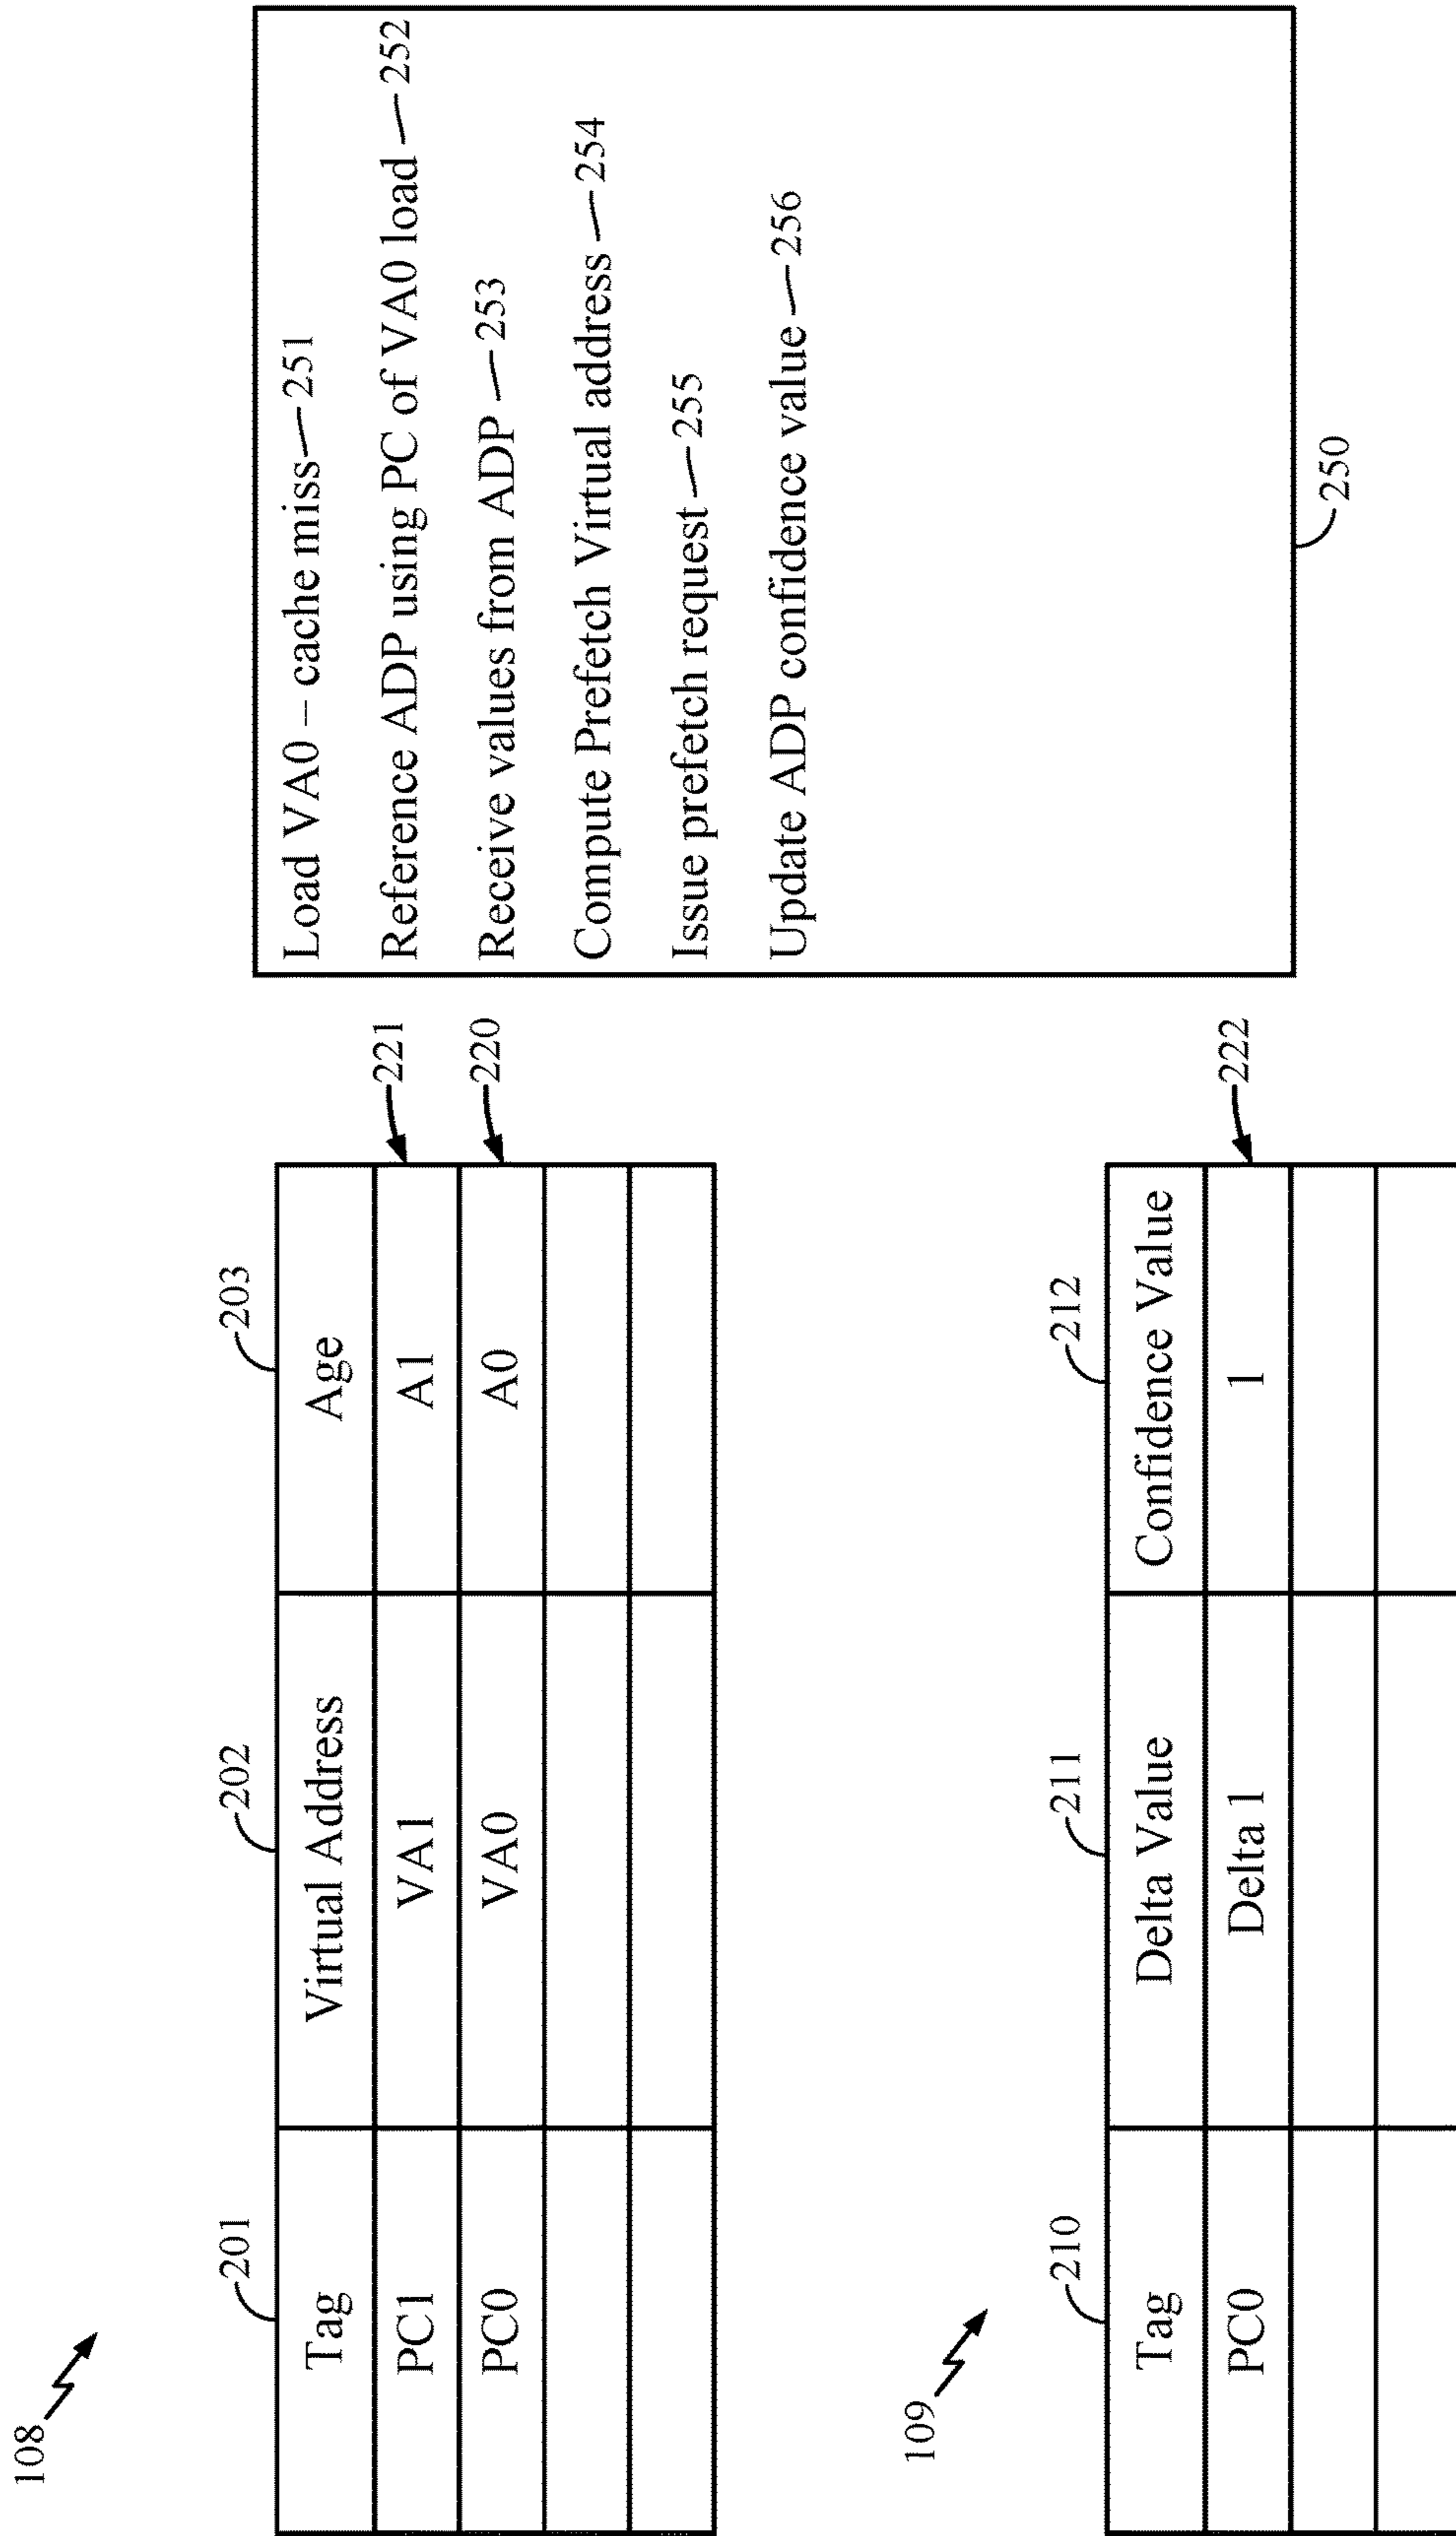 108
201
202
203
Tag Virtual Address Age
PC1 VA1 A1
221
PC0 VA0 A0
220
109
210
211
212
Tag Delta Value Confidence Value
PC0 Delta 1 1
222
Load VA0 – cache miss 251
Reference ADP using PC of VA0 load 252
Receive values from ADP 253
Compute Prefetch Virtual address 254
Issue prefetch request 255
Update ADP confidence value 256
250